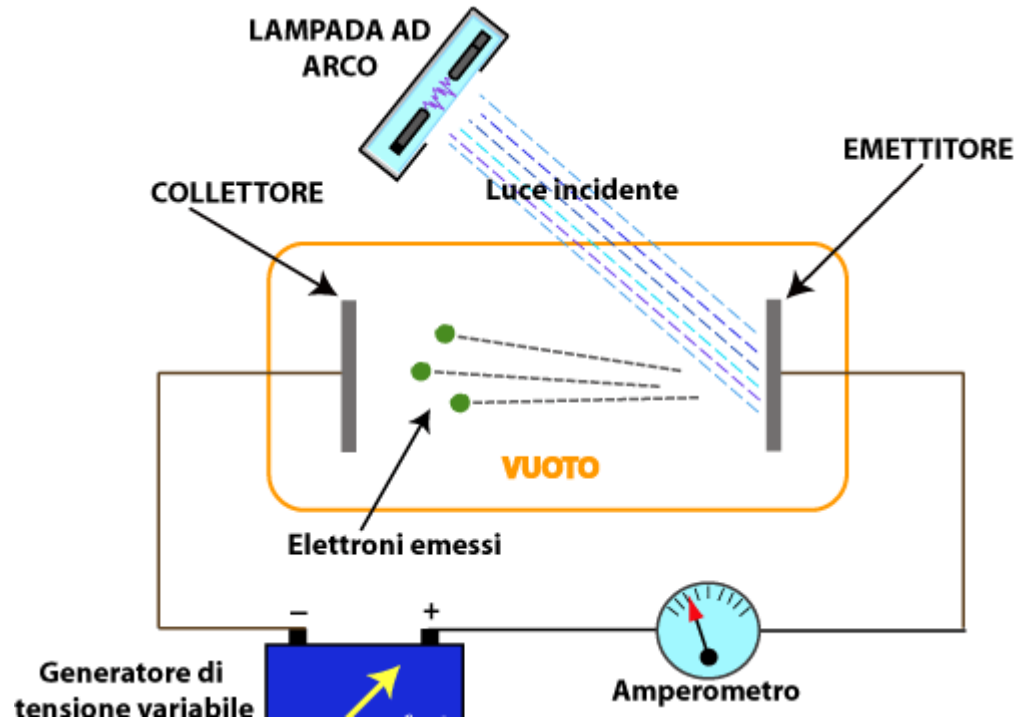 LAMPADA AD
ARCO
EMETTITORE
COLLETTORE
Luce incidente
VUOTO
Elettroni emessi
– +
Generatore di
tensione variabile
Amperometro